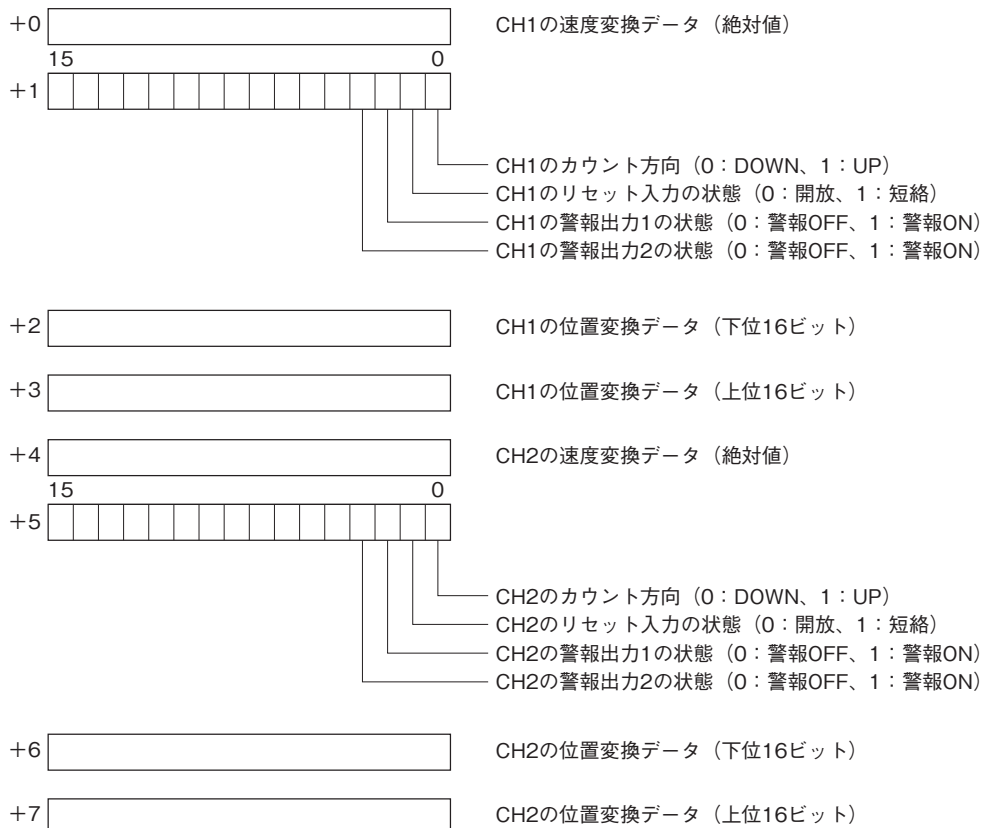 +0 CH1の速度変換データ（絶対値）
15 0
+1
CH1のカウント方向（0：DOWN、1：UP）
CH1のリセット入力の状態（0：開放、1：短絡）
CH1の警報出力1の状態（0：警報OFF、1：警報ON）
CH1の警報出力2の状態（0：警報OFF、1：警報ON）
+2 CH1の位置変換データ（下位16ビット）
+3 CH1の位置変換データ（上位16ビット）
+4 CH2の速度変換データ（絶対値）
15 0
+5
CH2のカウント方向（0：DOWN、1：UP）
CH2のリセット入力の状態（0：開放、1：短絡）
CH2の警報出力1の状態（0：警報OFF、1：警報ON）
CH2の警報出力2の状態（0：警報OFF、1：警報ON）
+6 CH2の位置変換データ（下位16ビット）
+7 CH2の位置変換データ（上位16ビット）